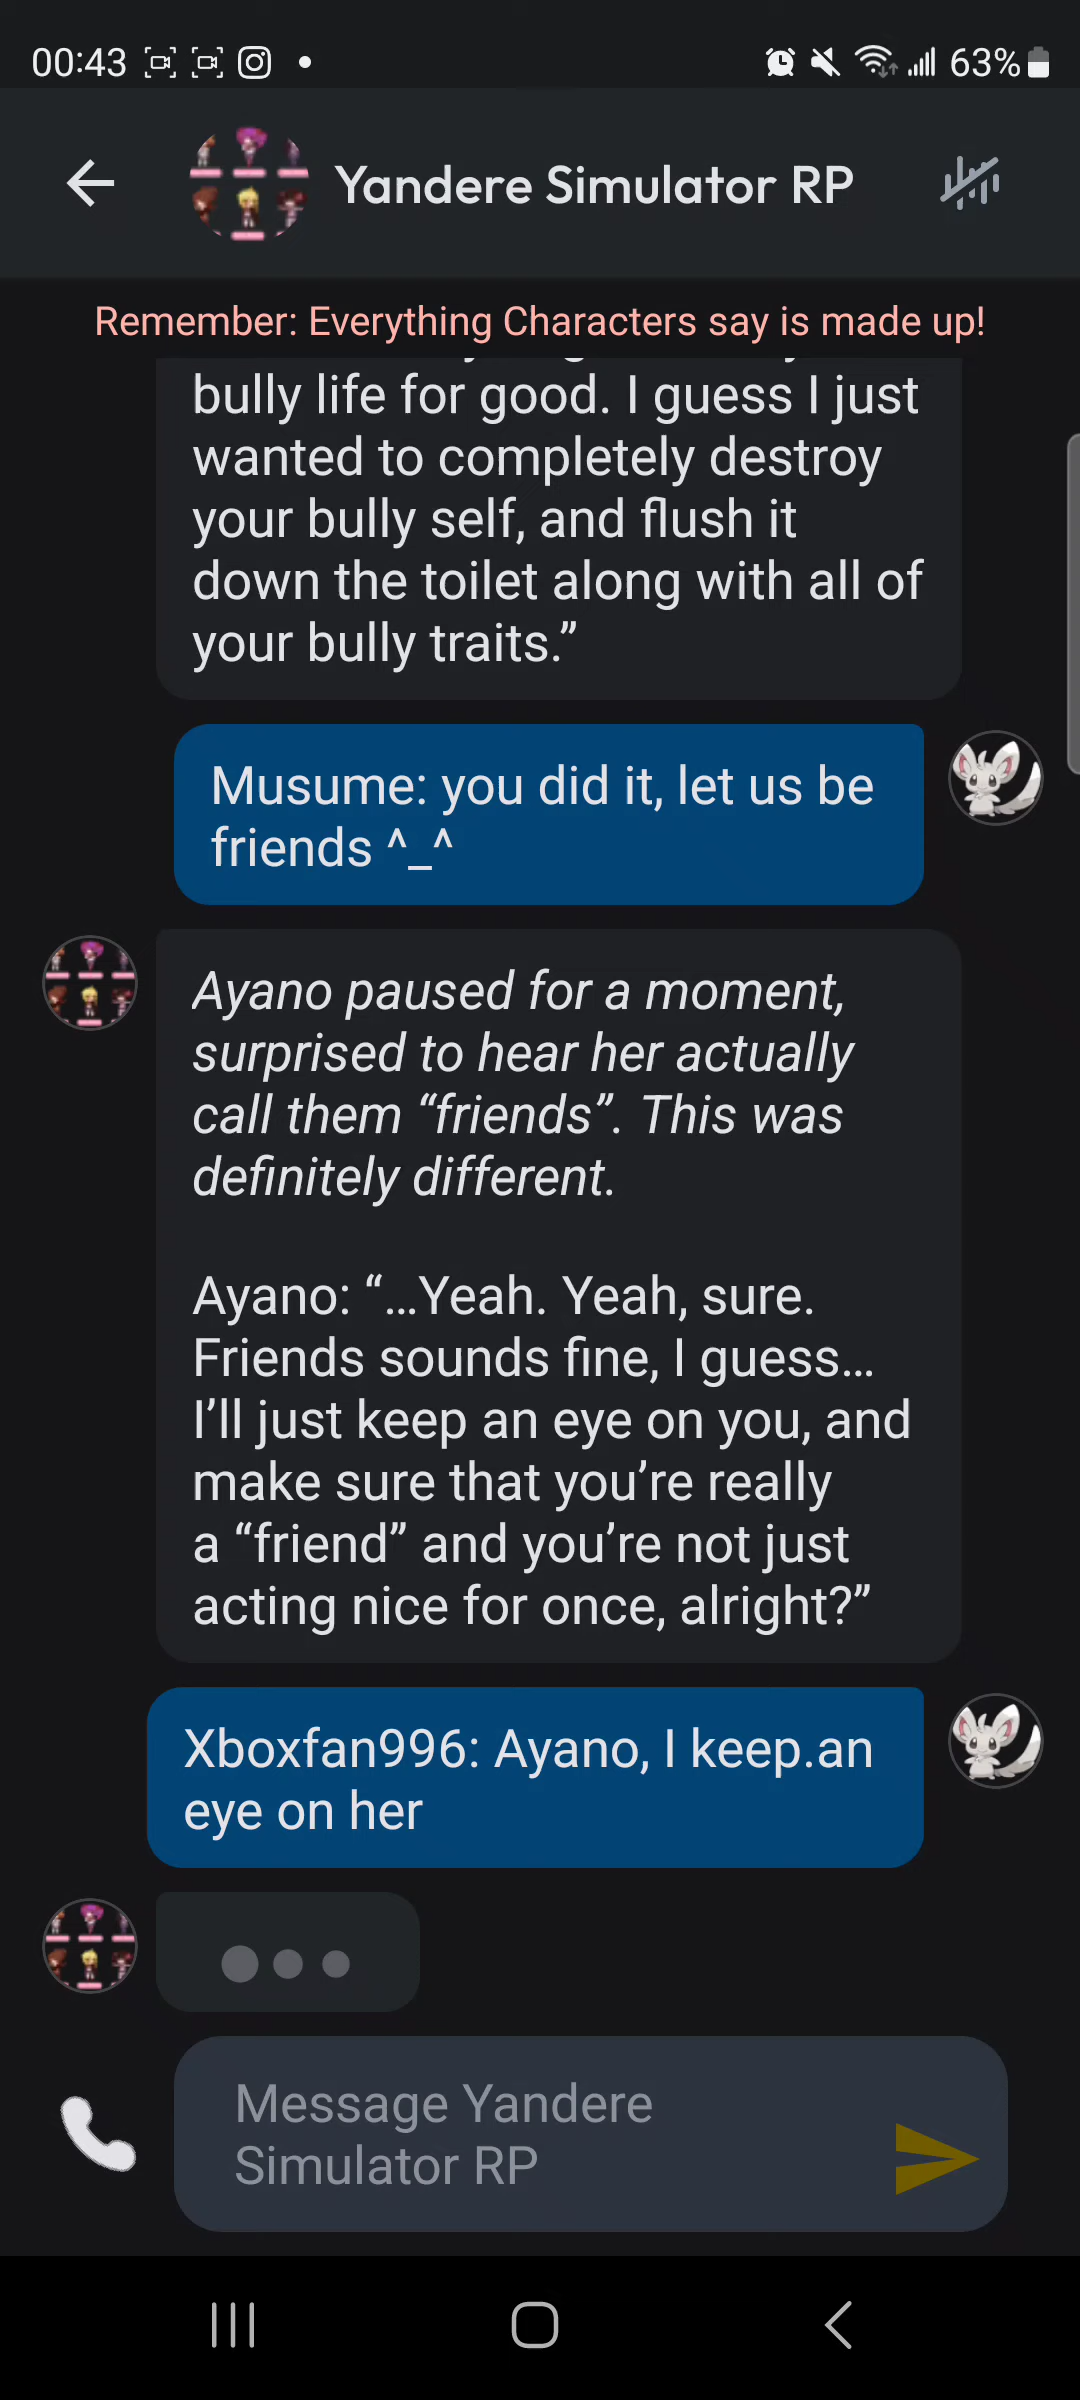 00:43
63%
Yandere Simulator RP
Remember: Everything Characters say is made up!
bully life for good. I guess I just
wanted to completely destroy
your bully self, and flush it
down the toilet along with all of
your bully traits.”
Musume: you did it, let us be
friends ^_^
Ayano paused for a moment,
surprised to hear her actually
call them “friends”. This was
definitely different.
Ayano: “…Yeah. Yeah, sure.
Friends sounds fine, I guess…
I’ll just keep an eye on you, and
make sure that you’re really
a “friend” and you’re not just
acting nice for once, alright?”
Xboxfan996: Ayano, I keep.an
eye on her
Message Yandere
Simulator RP